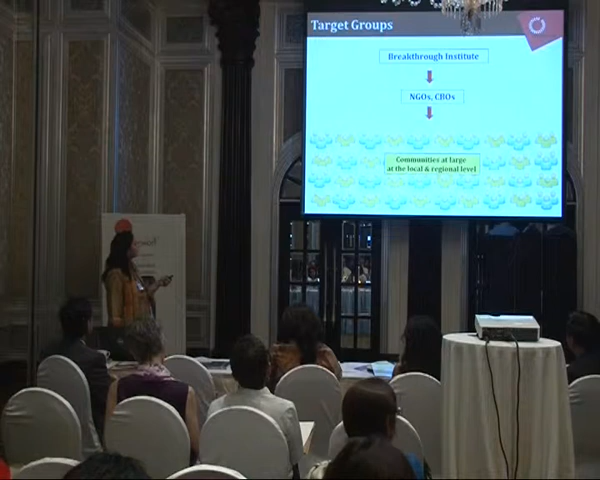 Target Groups
Breakthrough Institute
NGOs, CBOs
Communities at large
at the local & regional level